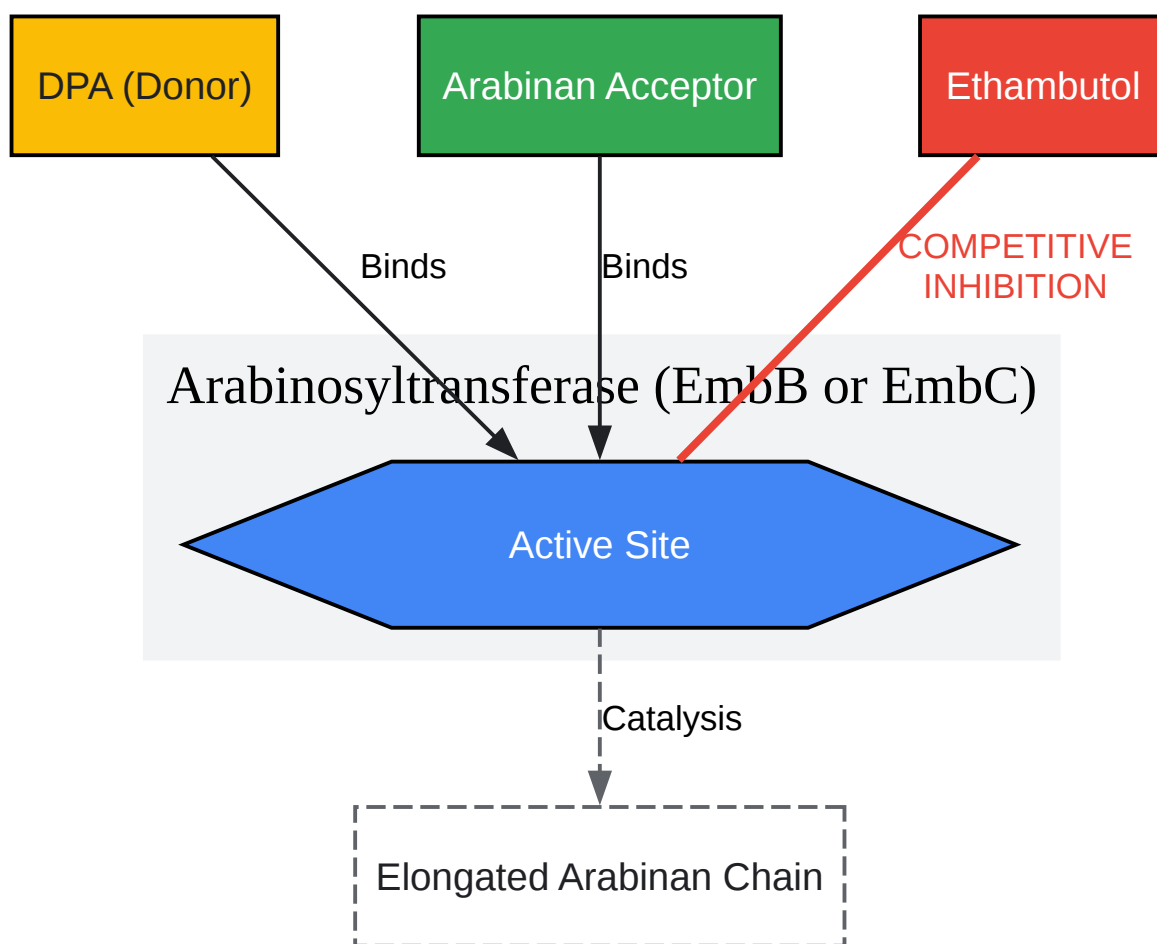 DPA (Donor)
Arabinan Acceptor
Ethambutol
Binds
Binds
COMPETITIVE
INHIBITION
Arabinosyltransferase (EmbB or EmbC)
Active Site
Catalysis
Elongated Arabinan Chain